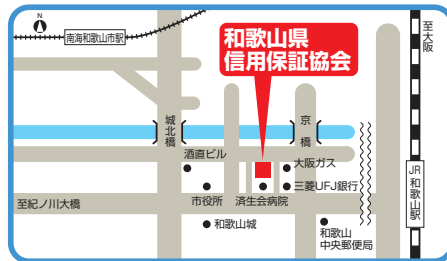 N
南海和歌山市駅
和歌山県
信用保証協会
至大阪
城北橋
京橋
酒直ビル
大阪ガス
三菱UFJ銀行
市役所
済生会病院
至紀ノ川大橋
和歌山城
和歌山
中央郵便局
JR和歌山駅